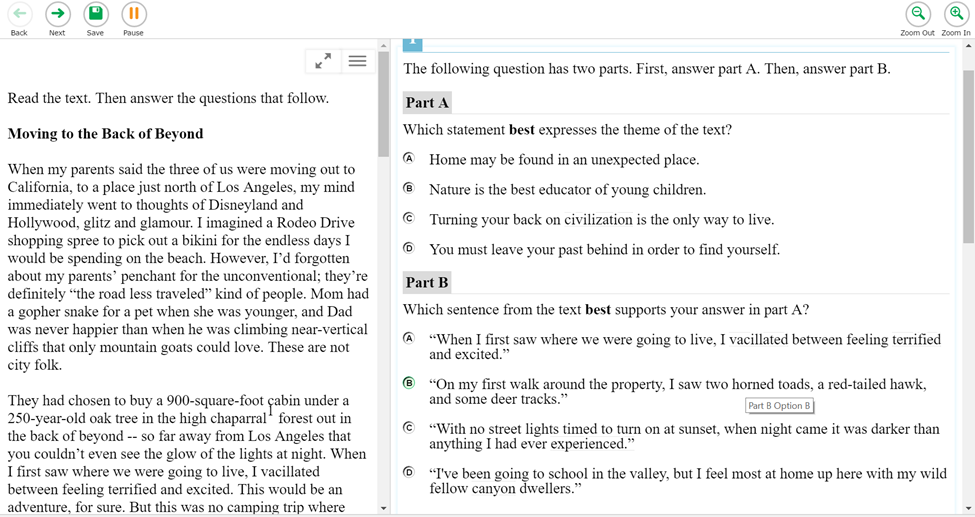 Back Next Save Pause Zoom Out Zoom In
Read the text. Then answer the questions that follow.
Moving to the Back of Beyond
When my parents said the three of us were moving out to
California, to a place just north of Los Angeles, my mind
immediately went to thoughts of Disneyland and
Hollywood, glitz and glamour. I imagined a Rodeo Drive
shopping spree to pick out a bikini for the endless days I
would be spending on the beach. However, I’d forgotten
about my parents’ penchant for the unconventional; they’re
definitely “the road less traveled” kind of people. Mom had
a gopher snake for a pet when she was younger, and Dad
was never happier than when he was climbing near-vertical
cliffs that only mountain goats could love. These are not
city folk.
They had chosen to buy a 900-square-foot cabin under a
250-year-old oak tree in the high chaparral1 forest out in
the back of beyond -- so far away from Los Angeles that
you couldn’t even see the glow of the lights at night. When
I first saw where we were going to live, I vacillated
between feeling terrified and excited. This would be an
adventure, for sure. But this was no camping trip where
1
The following question has two parts. First, answer part A. Then, answer part B.
Part A
Which statement best expresses the theme of the text?
A Home may be found in an unexpected place.
B Nature is the best educator of young children.
C Turning your back on civilization is the only way to live.
D You must leave your past behind in order to find yourself.
Part B
Which sentence from the text best supports your answer in part A?
A “When I first saw where we were going to live, I vacillated between feeling terrified
and excited.”
B “On my first walk around the property, I saw two horned toads, a red-tailed hawk,
and some deer tracks.”
Part B Option B
C “With no street lights timed to turn on at sunset, when night came it was darker than
anything I had ever experienced.”
D “I've been going to school in the valley, but I feel most at home up here with my wild
fellow canyon dwellers.”